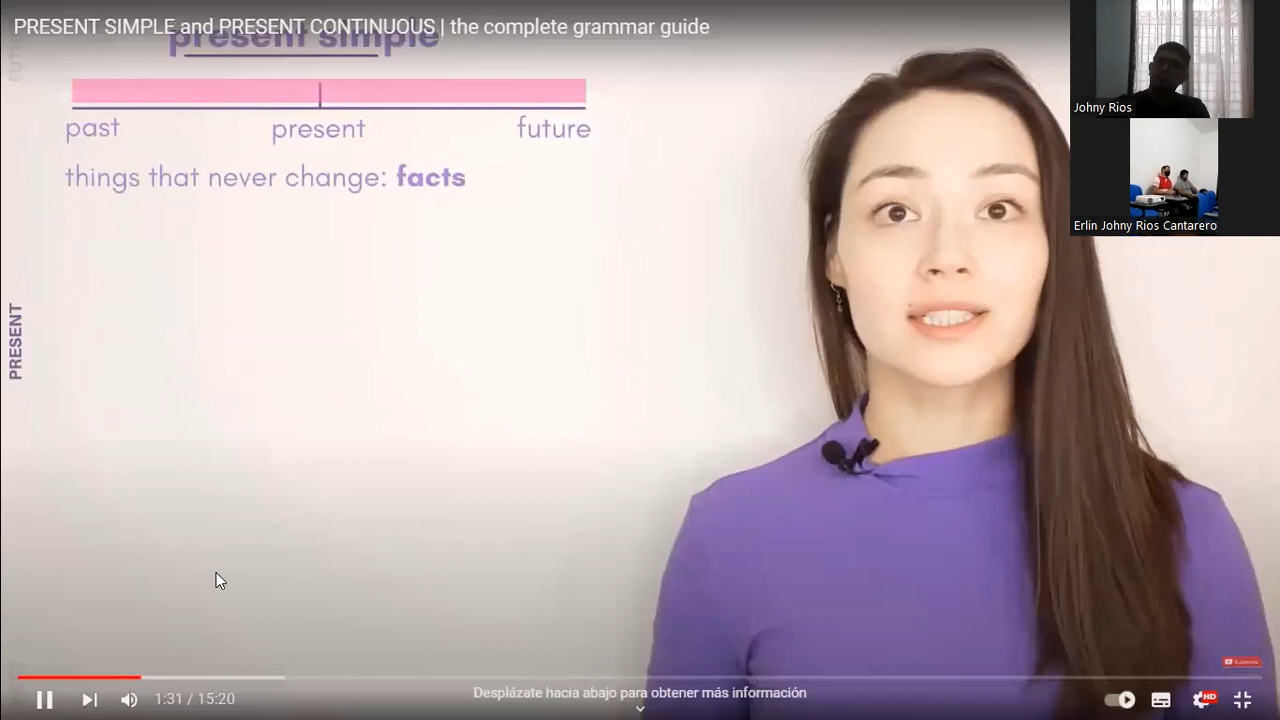 PRESENT SIMPLE and PRESENT CONTINUOUS | the complete grammar guide
present simple
past present future
things that never change: facts
PRESENT
Johny Rios
Erlin Johny Rios Cantarero
Desplázate hacia abajo para obtener más información
1:31 / 15:20
HD